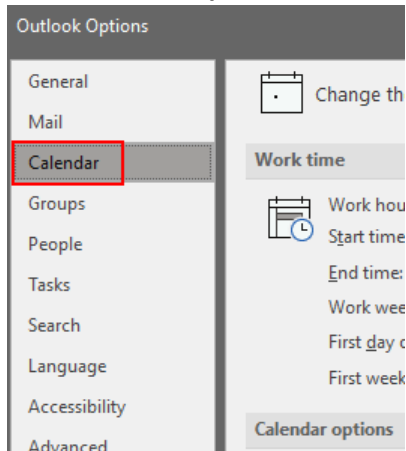 Outlook Options
General
Mail
Calendar
Groups
People
Tasks
Search
Language
Accessibility
Advanced
Change th
Work time
Work hou
Start time
End time:
Work wee
First day o
First week
Calendar options